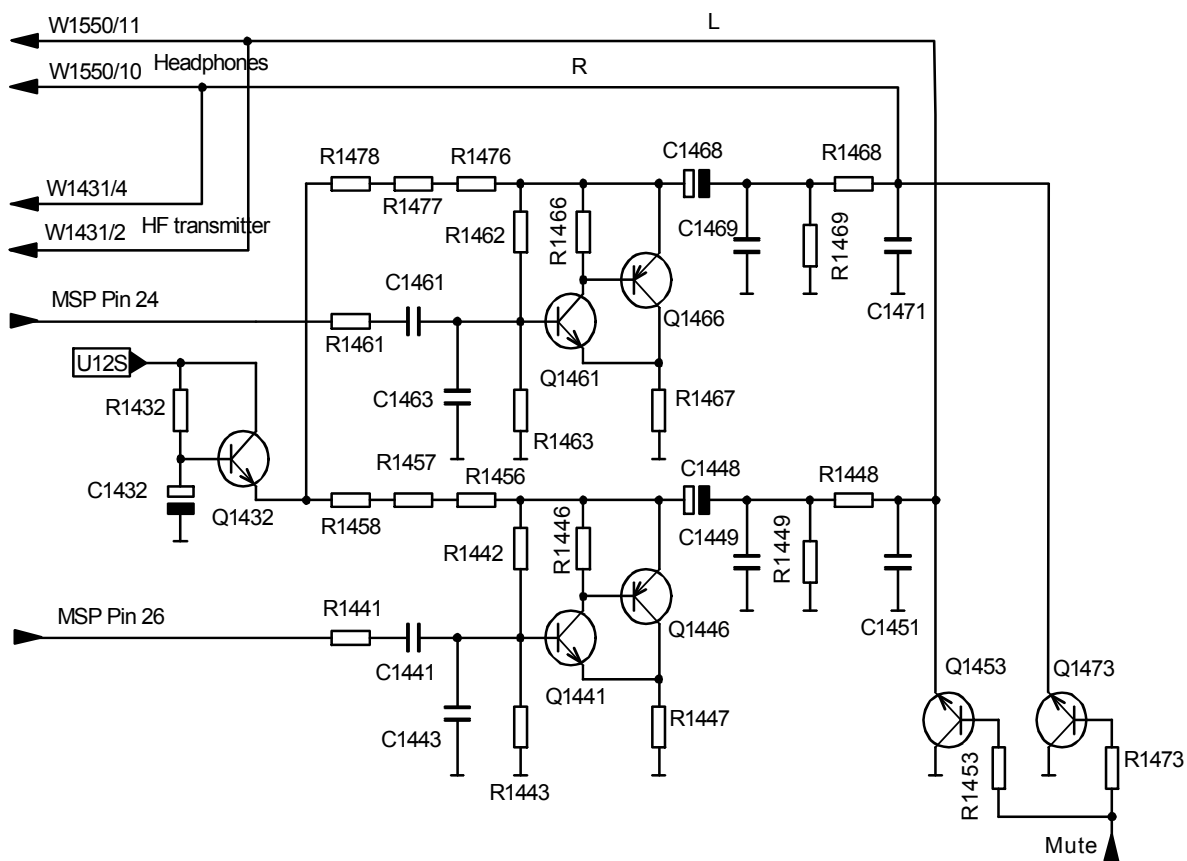 W1550/11
L
W1550/10
Headphones
R
R1478
R1476
C1468
R1468
R1477
W1431/4
R1462
R1466
C1469
R1469
W1431/2
HF transmitter
C1461
MSP Pin 24
Q1466
C1471
R1461
U12S
Q1461
R1432
C1463
R1467
R1463
R1457
R1456
C1448
R1448
C1432
Q1432
R1458
R1446
C1449
R1449
R1442
MSP Pin 26
R1441
Q1446
C1451
C1441
Q1441
Q1453
Q1473
C1443
R1447
R1453
R1473
R1443
Mute